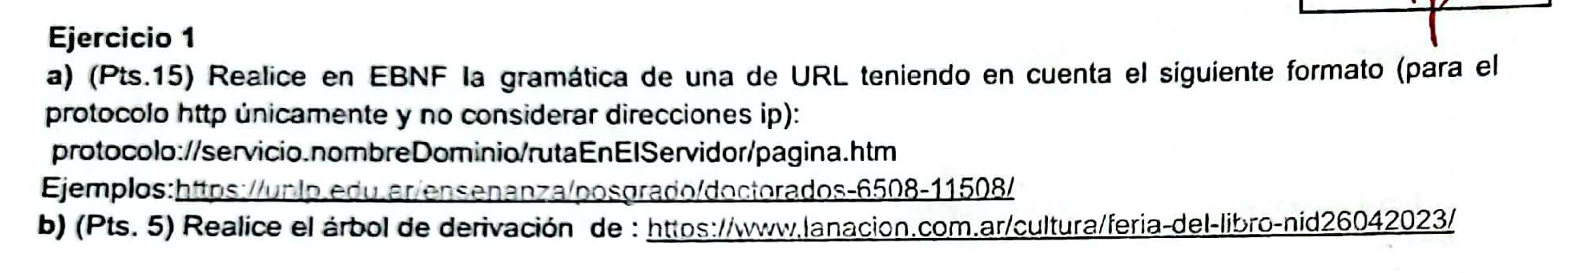 Ejercicio 1
a) (Pts.15) Realice en EBNF la gramática de una de URL teniendo en cuenta el siguiente formato (para el
protocolo http únicamente y no considerar direcciones ip):
protocolo://servicio.nombreDominio/rutaEnElServidor/pagina.htm
Ejemplos:https://unlp.edu.ar/ensenanza/posgrado/doctorados-6508-11508/
b) (Pts. 5) Realice el árbol de derivación de : https://www.lanacion.com.ar/cultura/feria-del-libro-nid26042023/